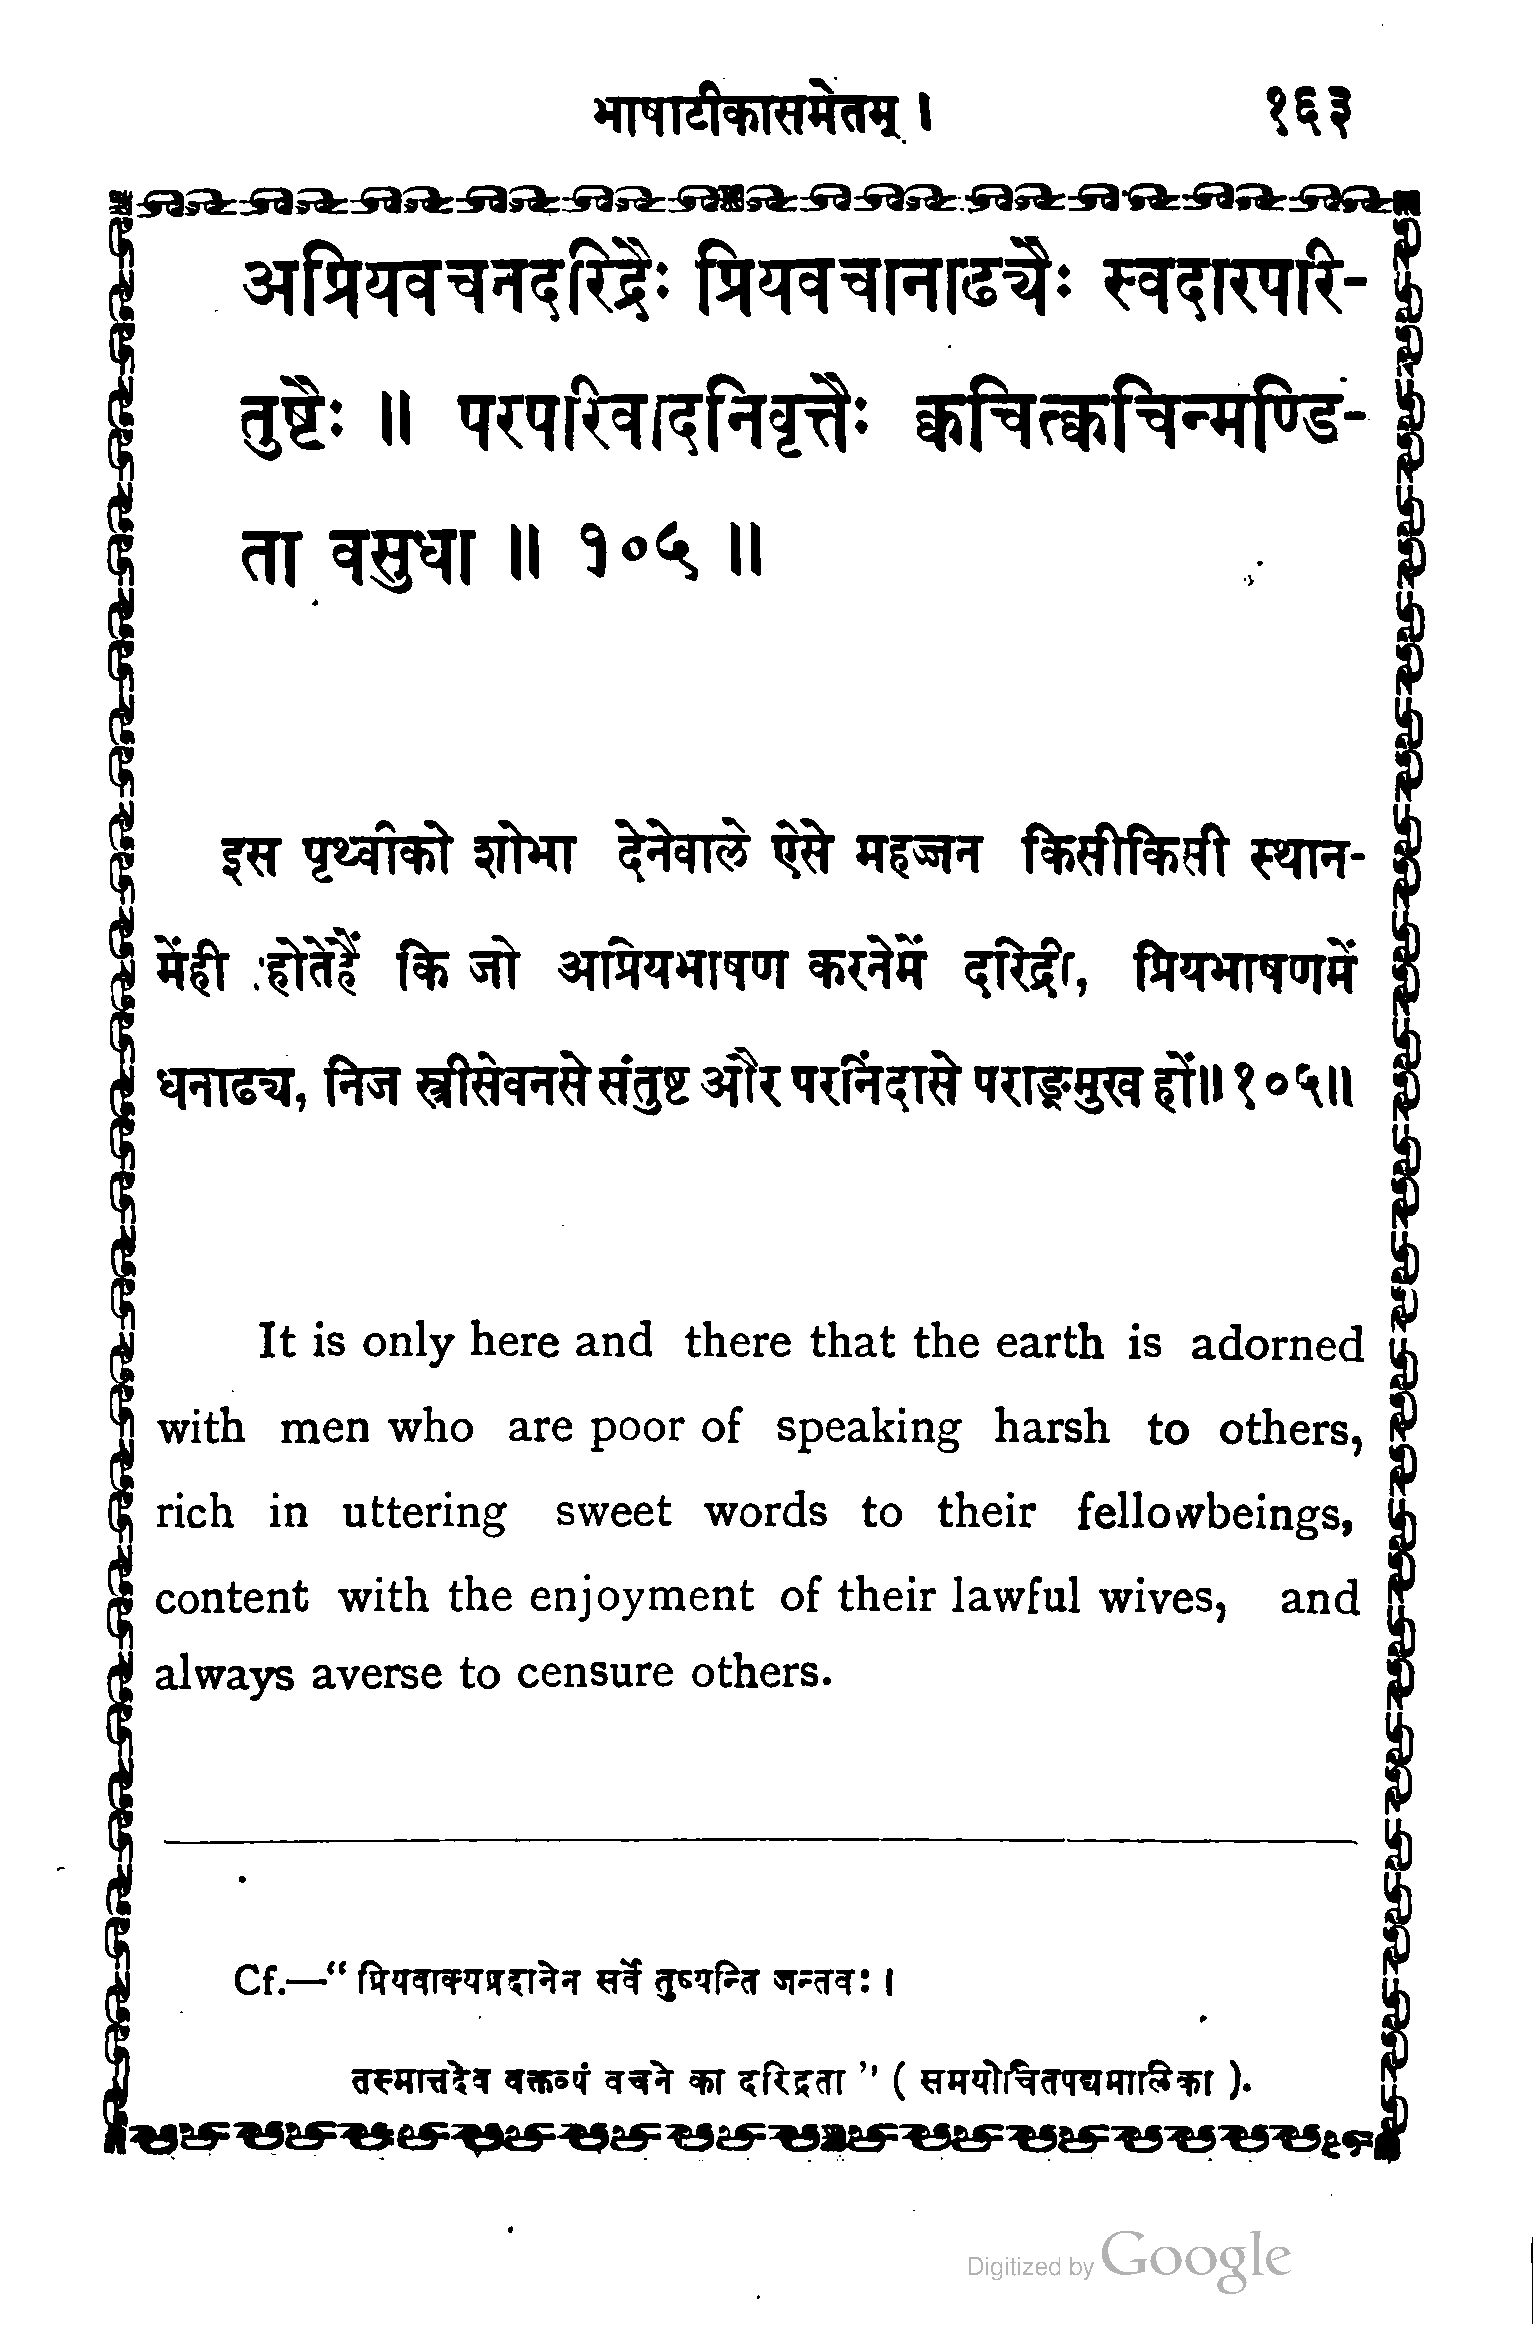 भाषाटीकासमेतम् । १६३
अप्रियवचनदरिद्रैः प्रियवचानाढ्यैः स्वदारपरि-
तुष्टैः ॥ परपरिवादनिवृत्तैः क्वचित्क्वचिन्मण्डि-
ता वसुधा ॥ १०५ ॥
इस पृथ्वीको शोभा देनेवाले ऐसे महज्जन किसीकिसी स्थान-
मेंही होतेहैं कि जो अप्रियभाषण करनेमें दरिद्री, प्रियभाषणमें
धनाढ्य, निज स्त्रीसेवनसे संतुष्ट और परनिंदासे पराङ्मुख हों॥१०५॥
It is only here and there that the earth is adorned
with men who are poor of speaking harsh to others,
rich in uttering sweet words to their fellowbeings,
content with the enjoyment of their lawful wives, and
always averse to censure others.
Cf.—“ प्रियवाक्यप्रदानेन सर्वे तुष्यन्ति जन्तवः ।
तस्मात्तदेव वक्तव्यं वचने का दरिद्रता ” ( समयोचितपद्यमालिका ).
Digitized by Google